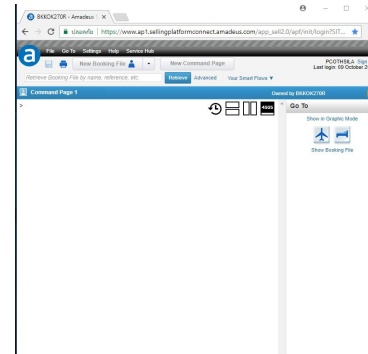 BKKOK270R - Amadeus
ปลอดภัย https://www.ap1.sellingplatformconnect.amadeus.com/app_sell2.0/apf/init/login?SIT...
a
File Go To Settings Help Service Hub
New Booking File New Command Page
PCOTHSILA Sign
Last login: 09 October 2
Retrieve Booking File by name, reference, etc. Retrieve Advanced Your Smart Flows
Command Page 1 Owned by BKKOK270R
>
Go To
Show in Graphic Mode
Show Booking File